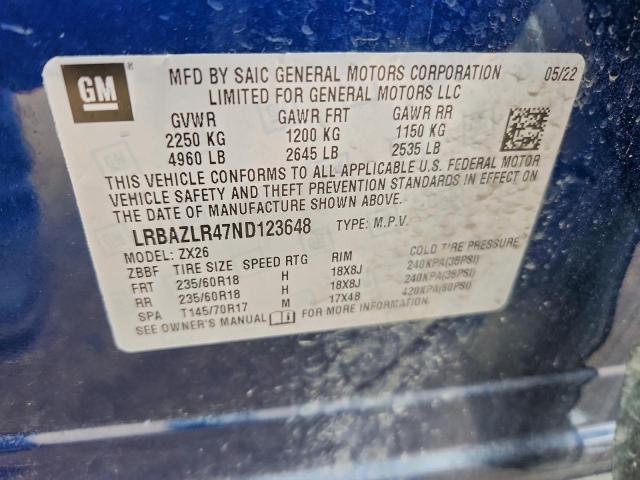 GM
MFD BY SAIC GENERAL MOTORS CORPORATION 05/22
LIMITED FOR GENERAL MOTORS LLC
GVWR GAWR FRT GAWR RR
2250 KG 1200 KG 1150 KG
4960 LB 2645 LB 2535 LB
THIS VEHICLE CONFORMS TO ALL APPLICABLE U.S. FEDERAL MOTOR
VEHICLE SAFETY AND THEFT PREVENTION STANDARDS IN EFFECT ON
THE DATE OF MANUFACTURE SHOWN ABOVE.
LRBAZLR47ND123648 TYPE: M.P.V.
MODEL: ZX26
ZBBF TIRE SIZE SPEED RTG RIM COLD TIRE PRESSURE
FRT 235/60R18 H 18X8J 240KPA(35PSI)
RR 235/60R18 H 18X8J 240KPA(35PSI)
SPA T145/70R17 M 17X4B 420KPA(60PSI)
SEE OWNER'S MANUAL FOR MORE INFORMATION.